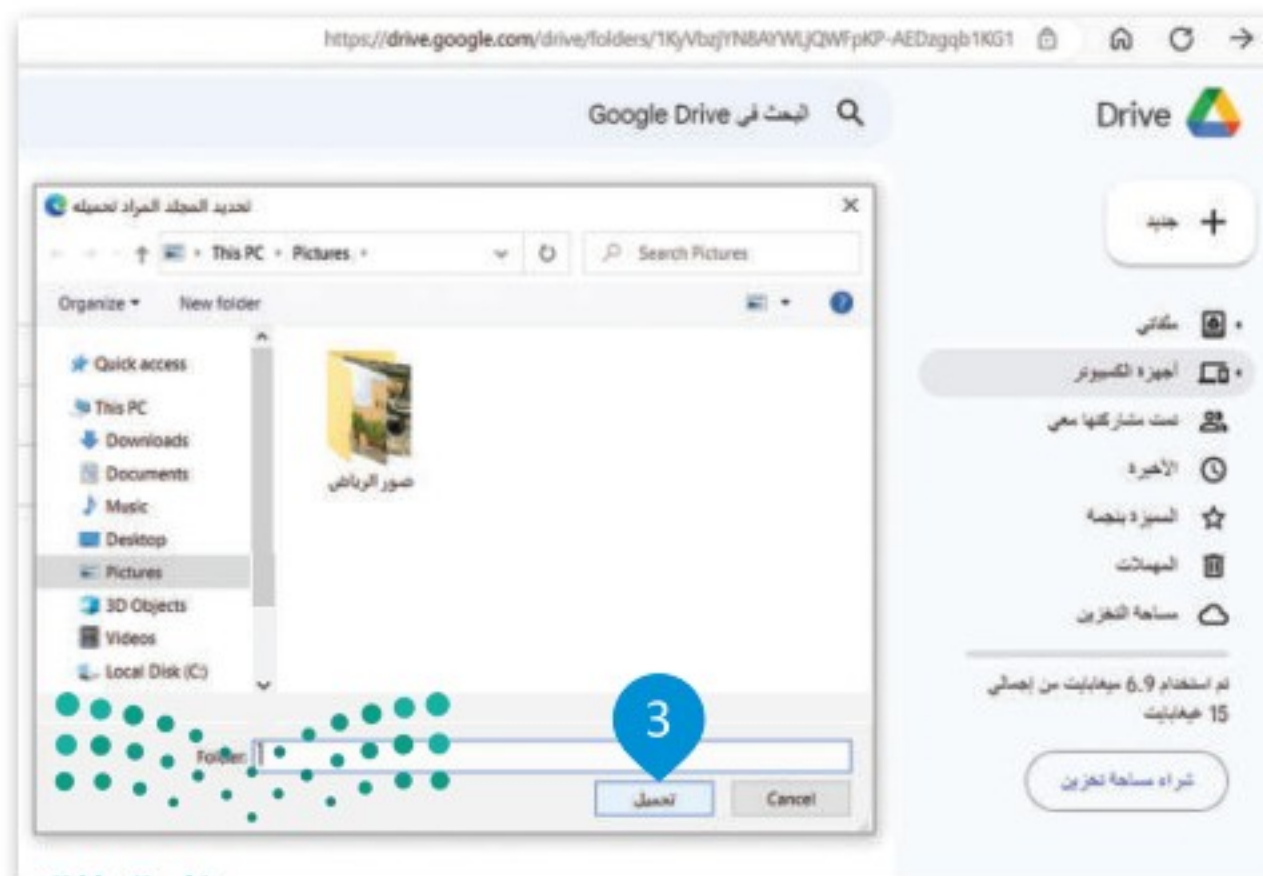 https://drive.google.com/drive/folders/1KyVbzjYN8AYWLjQWFpKP-AEDzgqb1KG1
Drive
البحث في Google Drive
جديد
ملفاتي
أجهزة الكمبيوتر
تمت مشاركتها معي
الأخيرة
المميزة بنجمة
المهملات
مساحة التخزين
تم استخدام 6.9 ميغابايت من إجمالي
15 غيغابايت
شراء مساحة تخزين
تحديد المجلد المراد تحميله
This PC
Pictures
Search Pictures
Organize
New folder
Quick access
This PC
Downloads
Documents
Music
Desktop
Pictures
3D Objects
Videos
Local Disk (C:)
صور الرياض
3
Folder:
تحميل
Cancel